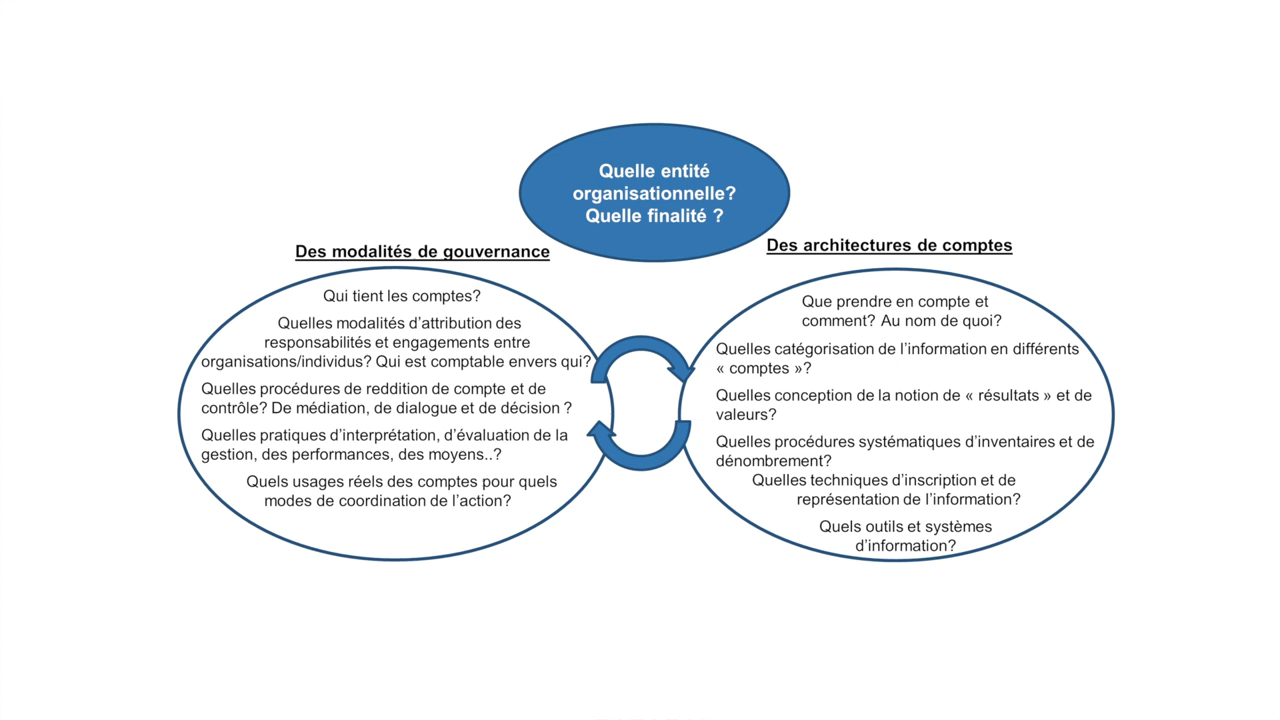 Quelle entité
organisationnelle?
Quelle finalité ?
Des modalités de gouvernance
Qui tient les comptes?
Quelles modalités d’attribution des
responsabilités et engagements entre
organisations/individus? Qui est comptable envers qui?
Quelles procédures de reddition de compte et de
contrôle? De médiation, de dialogue et de décision ?
Quelles pratiques d’interprétation, d’évaluation de la
gestion, des performances, des moyens..?
Quels usages réels des comptes pour quels
modes de coordination de l’action?
Des architectures de comptes
Que prendre en compte et
comment? Au nom de quoi?
Quelles catégorisation de l’information en différents
« comptes »?
Quelles conception de la notion de « résultats » et de
valeurs?
Quelles procédures systématiques d’inventaires et de
dénombrement?
Quelles techniques d’inscription et de
représentation de l’information?
Quels outils et systèmes
d’information?